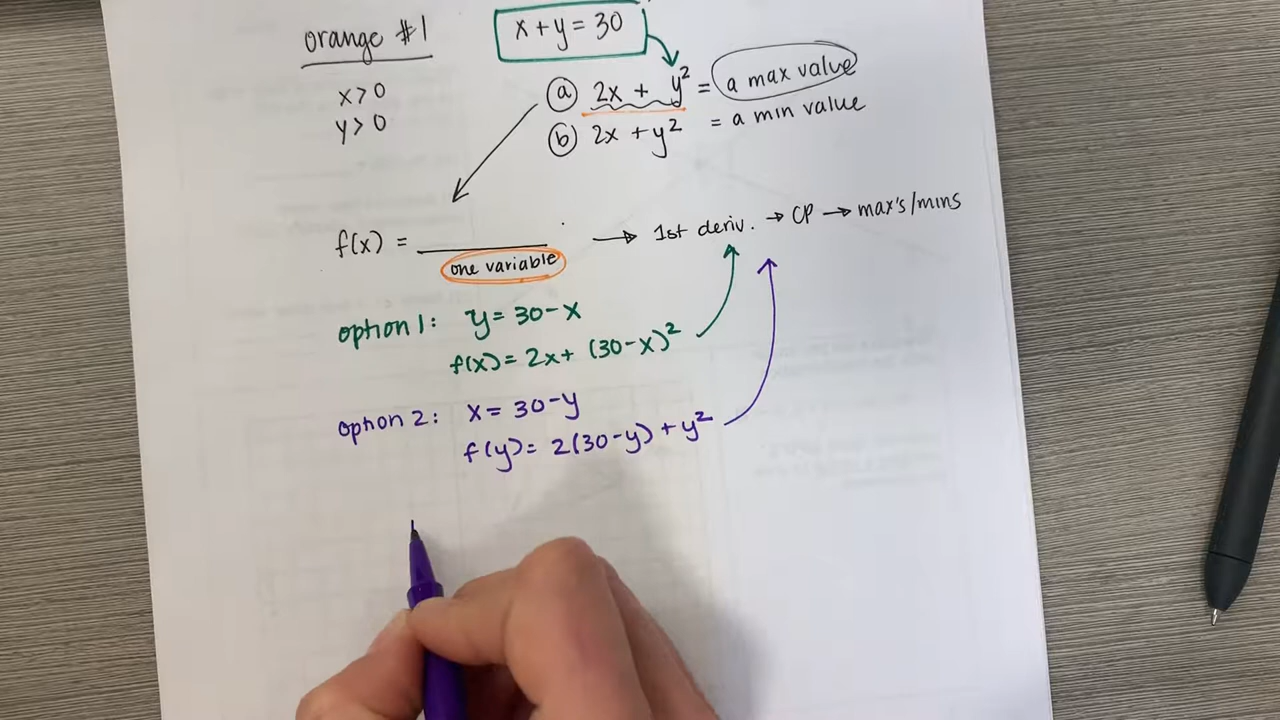 orange #1
x + y = 30
x > 0
y > 0
ⓐ 2x + y² = a max value
ⓑ 2x + y² = a min value
f(x) = ________ → 1st deriv. → CP → max's/mins
one variable
option 1: y = 30 - x
f(x) = 2x + (30 - x)²
option 2: x = 30 - y
f(y) = 2(30 - y) + y²